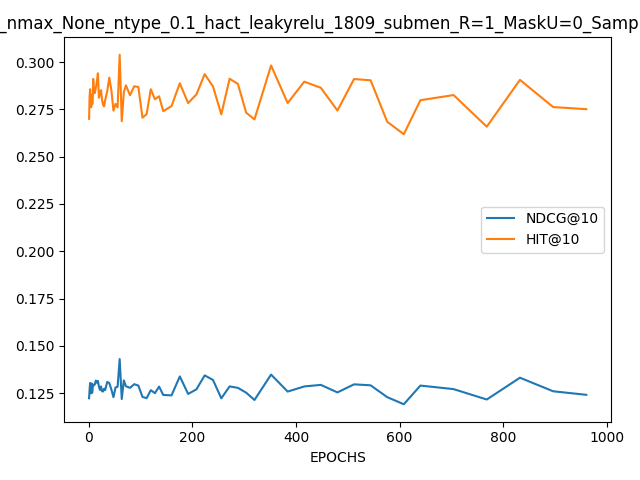 _nmax_None_ntype_0.1_hact_leakyrelu_1809_submen_R=1_MaskU=0_Samp
0.300
0.275
0.250
0.225
0.200
0.175
0.150
0.125
NDCG@10
HIT@10
0 200 400 600 800 1000
EPOCHS